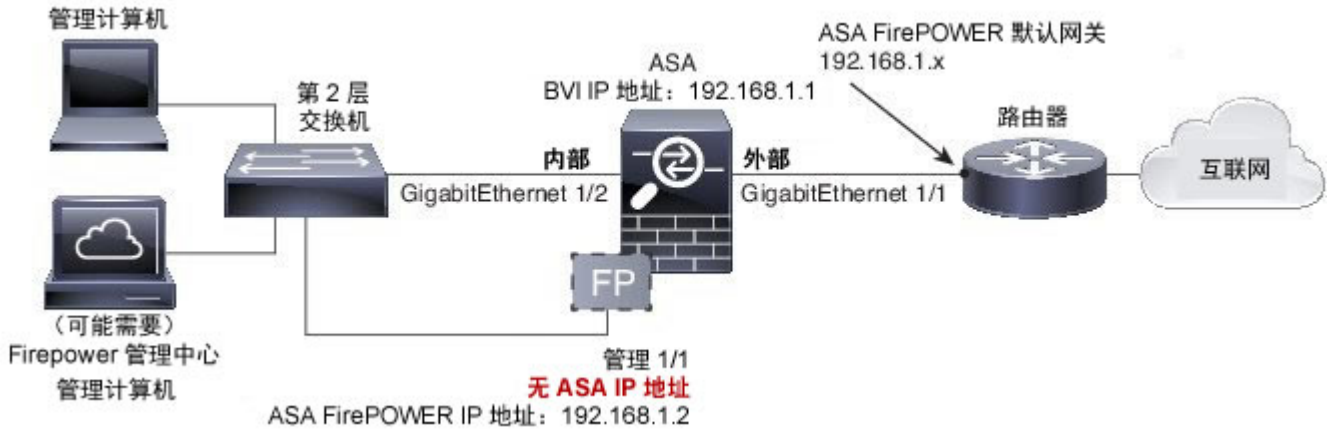 管理计算机
第 2 层
交换机
内部
GigabitEthernet 1/2
ASA
BVI IP 地址：192.168.1.1
外部
GigabitEthernet 1/1
ASA FirePOWER 默认网关
192.168.1.x
路由器
互联网
FP
（可能需要）
Firepower 管理中心
管理计算机
管理 1/1
无 ASA IP 地址
ASA FirePOWER IP 地址：192.168.1.2